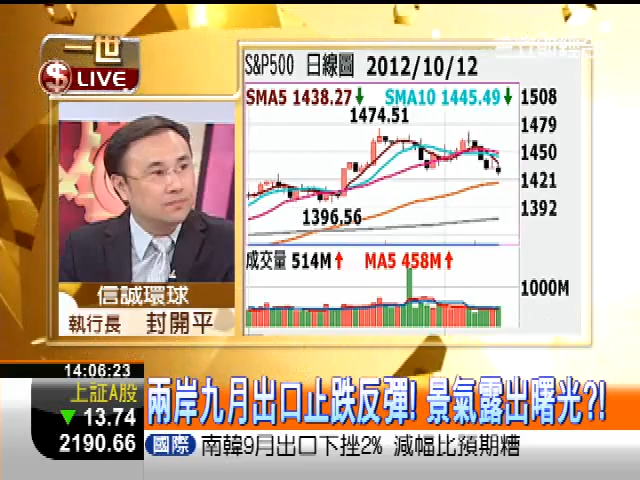 一世
$ LIVE
S&P500 日線圖 2012/10/12
SMA5 1438.27↓ SMA10 1445.49↓
1508
1474.51
1479
1450
1421
1396.56
1392
成交量 514M↑ MA5 458M↑
1000M
信誠環球
執行長 封開平
14:06:23
上証A股
▼13.74
2190.66
兩岸九月出口止跌反彈! 景氣露出曙光?!
國際 南韓9月出口下挫2% 減幅比預期糟